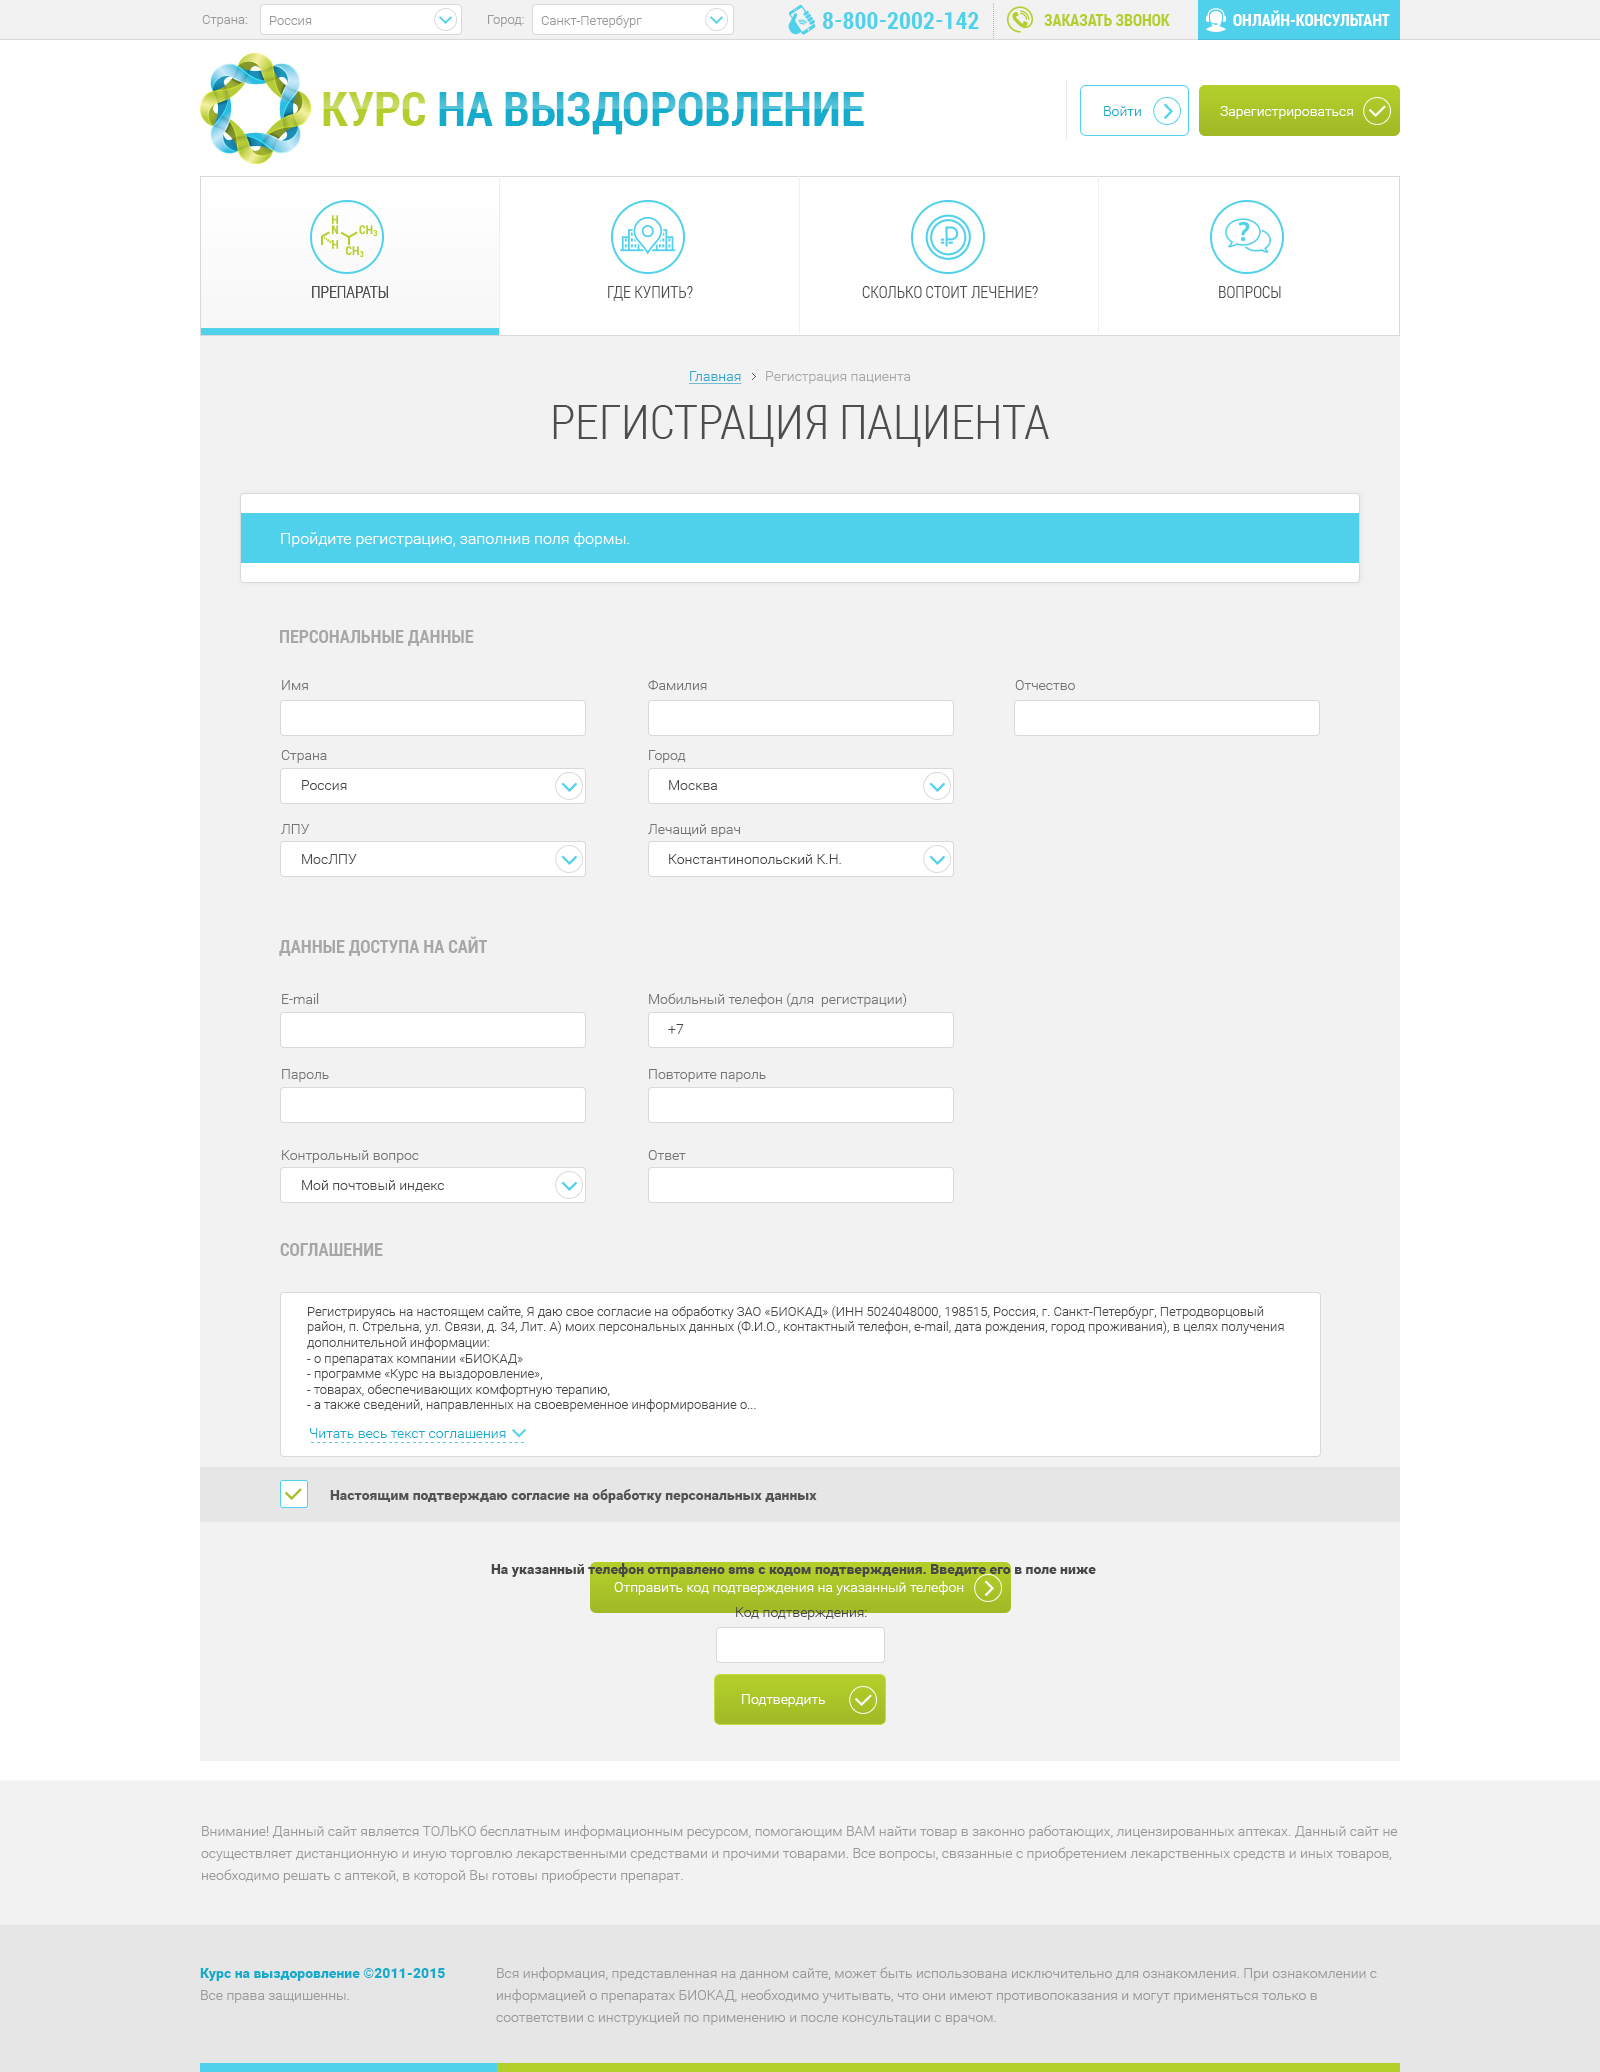 Страна: Россия Город: Санкт-Петербург 8-800-2002-142 ЗАКАЗАТЬ ЗВОНОК ОНЛАЙН-КОНСУЛЬТАНТ
КУРС НА ВЫЗДОРОВЛЕНИЕ
Войти Зарегистрироваться
H
N
H
CH3
CH3
?
ПРЕПАРАТЫ ГДЕ КУПИТЬ? СКОЛЬКО СТОИТ ЛЕЧЕНИЕ? ВОПРОСЫ
Главная Регистрация пациента
РЕГИСТРАЦИЯ ПАЦИЕНТА
Пройдите регистрацию, заполнив поля формы.
ПЕРСОНАЛЬНЫЕ ДАННЫЕ
Имя Фамилия Отчество
Страна Город
Россия Москва
ЛПУ Лечащий врач
МосЛПУ Константинопольский К.Н.
ДАННЫЕ ДОСТУПА НА САЙТ
E-mail Мобильный телефон (для  регистрации)
+7
Пароль Повторите пароль
Контрольный вопрос Ответ
Мой почтовый индекс
СОГЛАШЕНИЕ
Регистрируясь на настоящем сайте, Я даю свое согласие на обработку ЗАО «БИОКАД» (ИНН 5024048000, 198515, Россия, г. Санкт-Петербург, Петродворцовый
район, п. Стрельна, ул. Связи, д. 34, Лит. А) моих персональных данных (Ф.И.О., контактный телефон, e-mail, дата рождения, город проживания), в целях получения
дополнительной информации:
- о препаратах компании «БИОКАД»
- программе «Курс на выздоровление»,
- товарах, обеспечивающих комфортную терапию,
- а также сведений, направленных на своевременное информирование о...
Читать весь текст соглашения
Настоящим подтверждаю согласие на обработку персональных данных
На указанный телефон отправлено sms с кодом подтверждения. Введите его в поле ниже
Отправить код подтверждения на указанный телефон
Код подтверждения:
Подтвердить
Внимание! Данный сайт является ТОЛЬКО бесплатным информационным ресурсом, помогающим ВАМ найти товар в законно работающих, лицензированных аптеках. Данный сайт не
осуществляет дистанционную и иную торговлю лекарственными средствами и прочими товарами. Все вопросы, связанные с приобретением лекарственных средств и иных товаров,
необходимо решать с аптекой, в которой Вы готовы приобрести препарат.
Курс на выздоровление ©2011-2015
Все права защишенны.
Вся информация, представленная на данном сайте, может быть использована исключительно для ознакомления. При ознакомлении с
информацией о препаратах БИОКАД, необходимо учитывать, что они имеют противопоказания и могут применяться только в
соответствии с инструкцией по применению и после консультации с врачом.